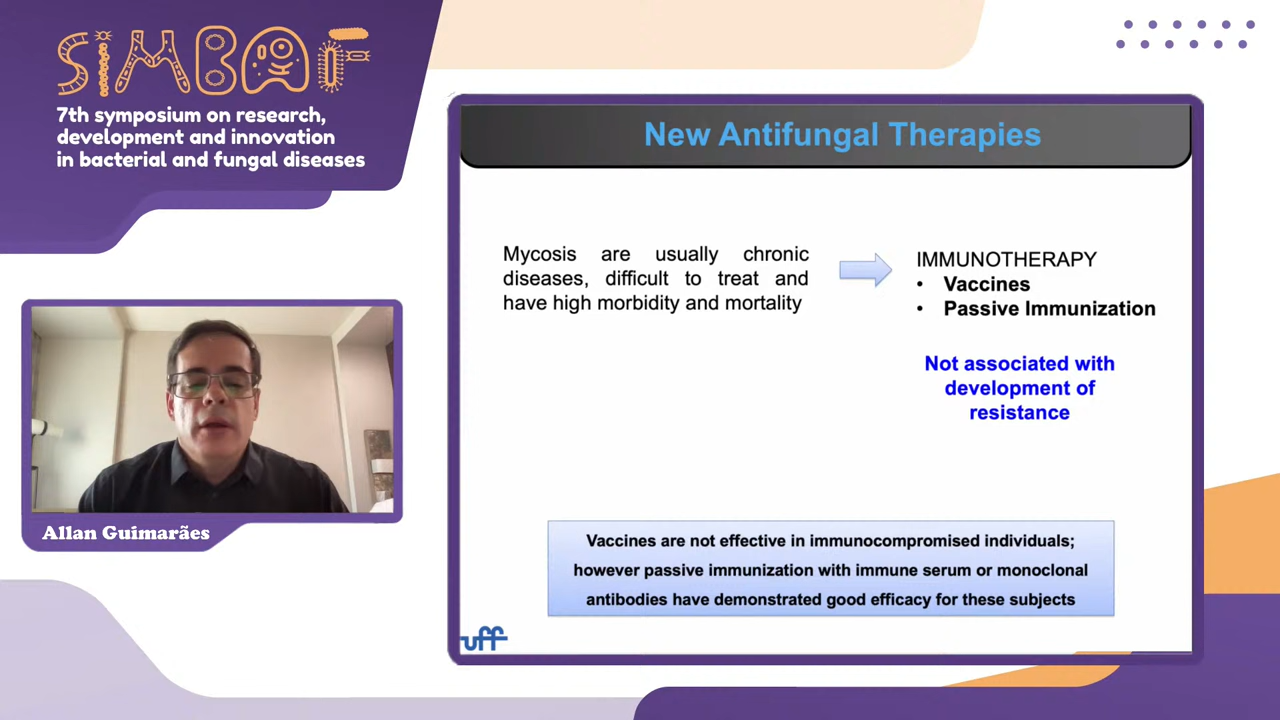 SIMBAF
7th symposium on research,
development and innovation
in bacterial and fungal diseases
New Antifungal Therapies
Mycosis are usually chronic
diseases, difficult to treat and
have high morbidity and mortality
IMMUNOTHERAPY
• Vaccines
• Passive Immunization
Not associated with
development of
resistance
Allan Guimarães
Vaccines are not effective in immunocompromised individuals;
however passive immunization with immune serum or monoclonal
antibodies have demonstrated good efficacy for these subjects
uff